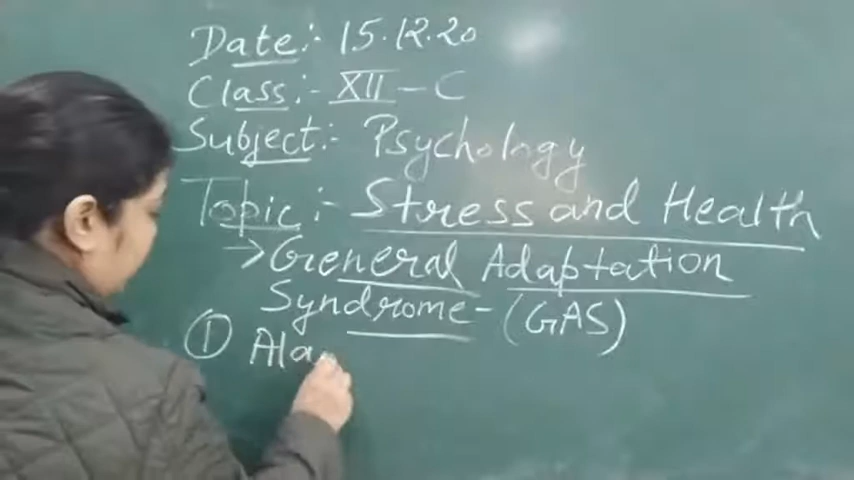 Date:- 15.12.20
Class:- XII - C
Subject:- Psychology
Topic:- Stress and Health
→ General Adaptation
Syndrome - (GAS)
① Ala